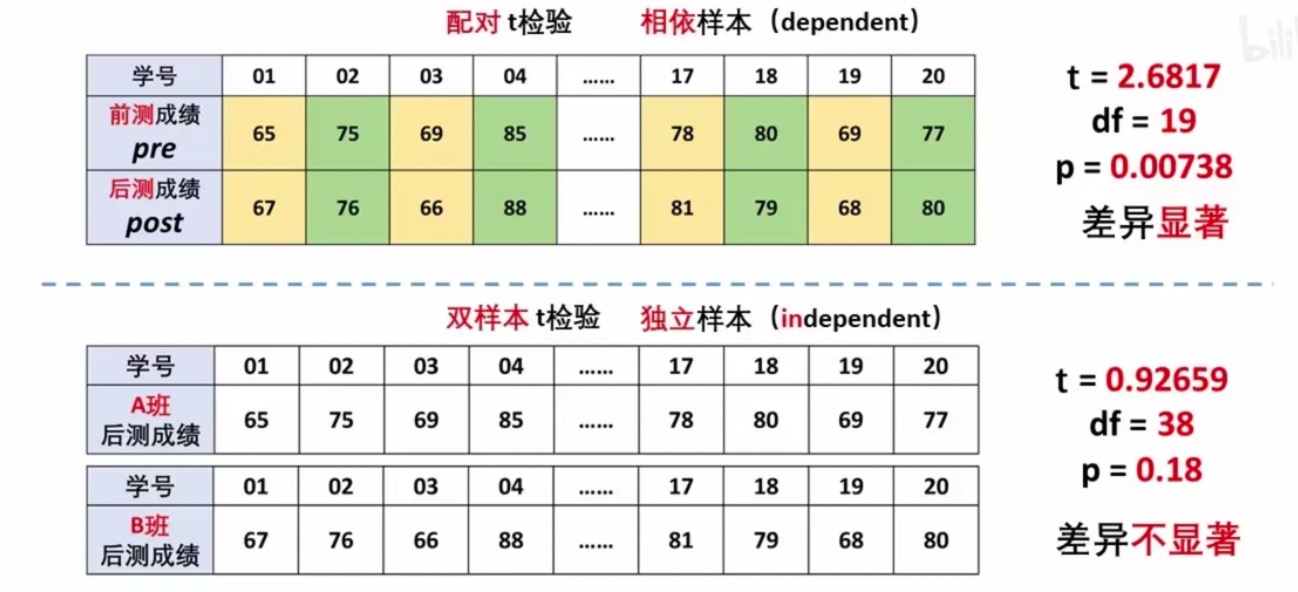 配对 t检验 相依样本（dependent）
学号 01 02 03 04 …… 17 18 19 20
前测成绩
pre
65 75 69 85 …… 78 80 69 77
后测成绩
post
67 76 66 88 …… 81 79 68 80
t = 2.6817
df = 19
p = 0.00738
差异显著
双样本 t检验 独立样本（independent）
学号 01 02 03 04 …… 17 18 19 20
A班
后测成绩
65 75 69 85 …… 78 80 69 77
学号 01 02 03 04 …… 17 18 19 20
B班
后测成绩
67 76 66 88 …… 81 79 68 80
t = 0.92659
df = 38
p = 0.18
差异不显著